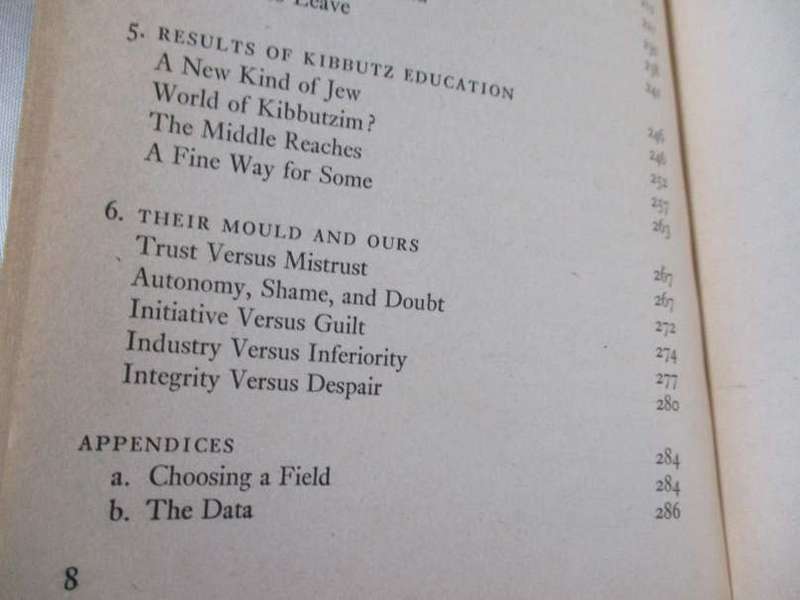 Leave
5. RESULTS OF KIBBUTZ EDUCATION 246
A New Kind of Jew 246
World of Kibbutzim? 252
The Middle Reaches 257
A Fine Way for Some 263
6. THEIR MOULD AND OURS 267
Trust Versus Mistrust 267
Autonomy, Shame, and Doubt 272
Initiative Versus Guilt 274
Industry Versus Inferiority 277
Integrity Versus Despair 280
APPENDICES 284
a. Choosing a Field 284
b. The Data 286
8